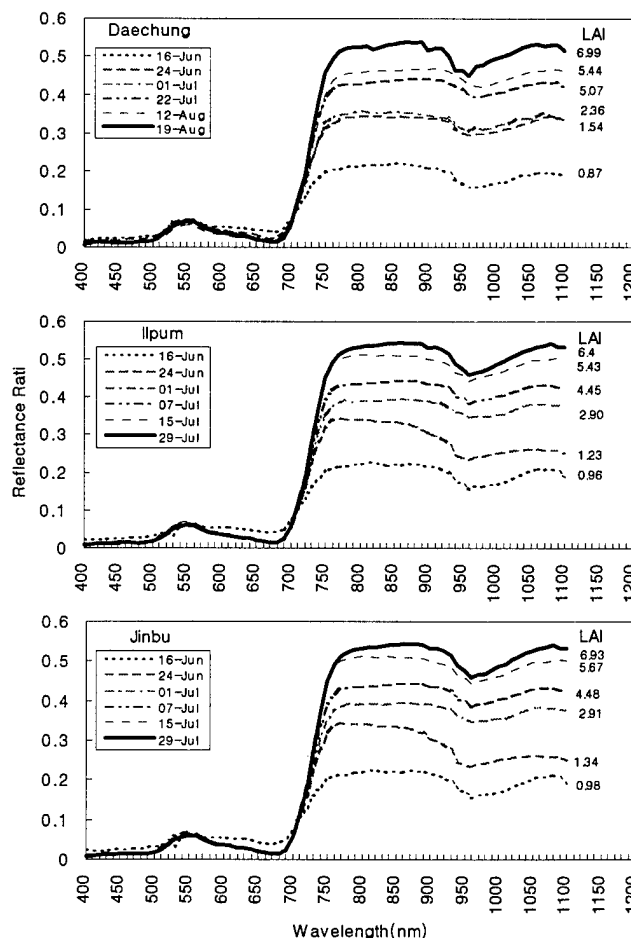 Daechung
16-Jun
24-Jun
01-Jul
22-Jul
12-Aug
19-Aug
LAI
6.99
5.44
5.07
2.36
1.54
0.87
0.6
0.5
0.4
0.3
0.2
0.1
0
400 450 500 550 600 650 700 750 800 850 900 950 1000 1050 1100 1150 1200
Ilpum
16-Jun
24-Jun
01-Jul
07-Jul
15-Jul
29-Jul
LAI
6.4
5.43
4.45
2.90
1.23
0.96
0.6
0.5
0.4
0.3
0.2
0.1
0
Reflectance Rati
400 450 500 550 600 650 700 750 800 850 900 950 1000 1050 1100 1150 1200
Jinbu
16-Jun
24-Jun
01-Jul
07-Jul
15-Jul
29-Jul
LAI
6.93
5.67
4.48
2.91
1.34
0.98
0.6
0.5
0.4
0.3
0.2
0.1
0
400 450 500 550 600 650 700 750 800 850 900 950 1000 1050 1100 1150 1200
Wavelength(nm)